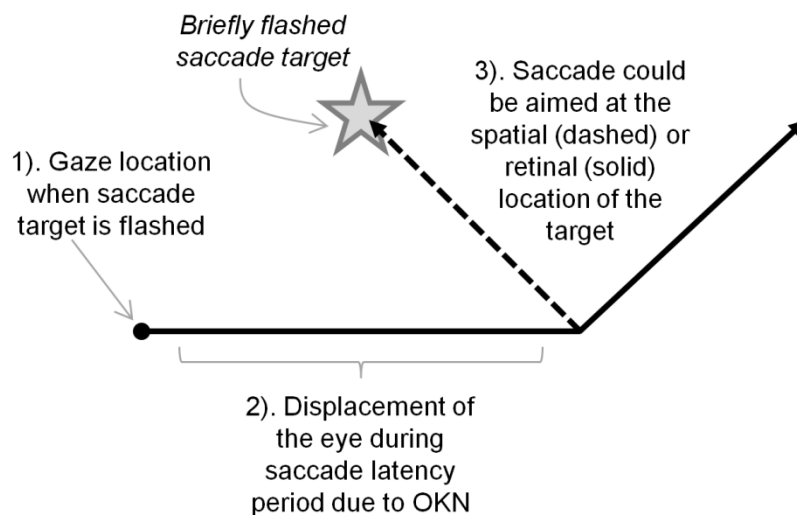 Briefly flashed
saccade target
1). Gaze location
when saccade
target is flashed
3). Saccade could
be aimed at the
spatial (dashed) or
retinal (solid)
location of the
target
2). Displacement of
the eye during
saccade latency
period due to OKN